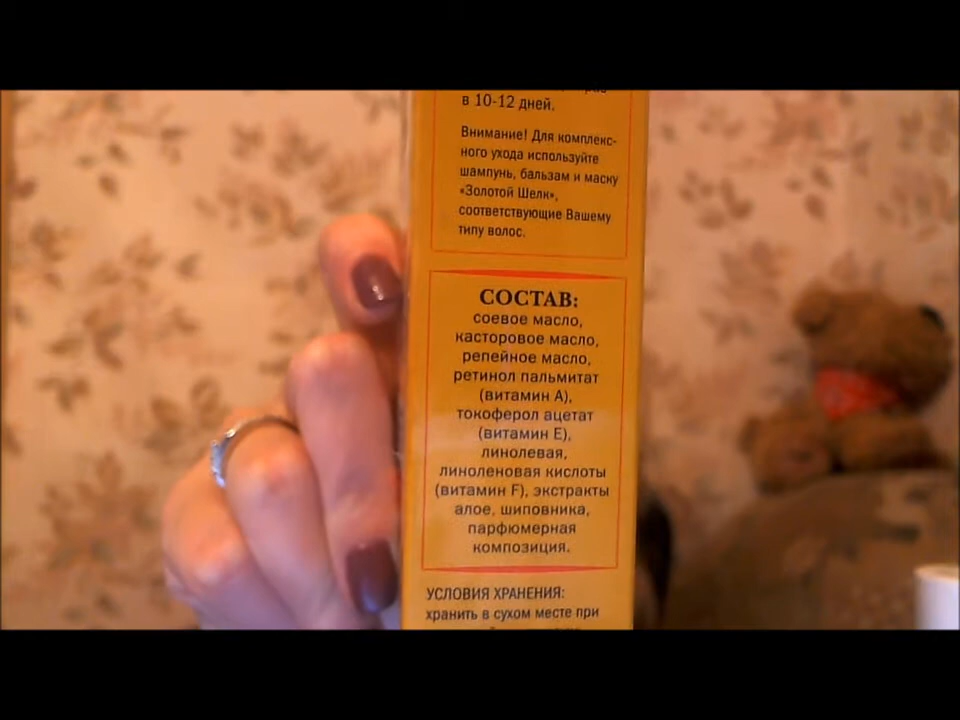 в 10-12 дней.
Внимание! Для комплекс-
ного ухода используйте
шампунь, бальзам и маску
«Золотой Шелк»,
соответствующие Вашему
типу волос.
СОСТАВ:
соевое масло,
касторовое масло,
репейное масло,
ретинол пальмитат
(витамин А),
токоферол ацетат
(витамин Е),
линолевая,
линоленовая кислоты
(витамин F), экстракты
алое, шиповника,
парфюмерная
композиция.
УСЛОВИЯ ХРАНЕНИЯ:
хранить в сухом месте при